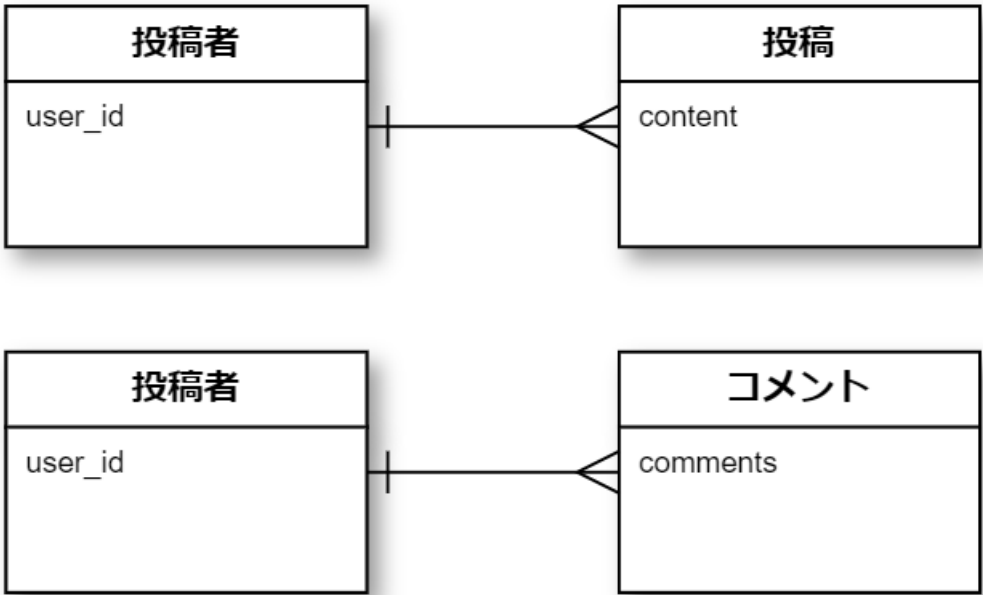 投稿者
投稿
user_id
content
投稿者
コメント
user_id
comments